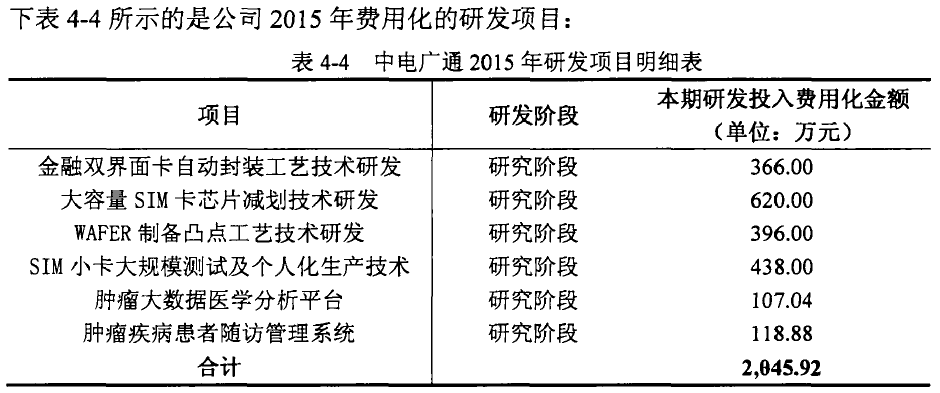 下表 4-4 所示的是公司 2015 年费用化的研发项目：
表 4-4 中电广通 2015 年研发项目明细表
项目 研发阶段 本期研发投入费用化金额
（单位：万元）
金融双界面卡自动封装工艺技术研发 研究阶段 366.00
大容量 SIM 卡芯片减划技术研发 研究阶段 620.00
WAFER 制备凸点工艺技术研发 研究阶段 396.00
SIM 小卡大规模测试及个人化生产技术 研究阶段 438.00
肿瘤大数据医学分析平台 研究阶段 107.04
肿瘤疾病患者随访管理系统 研究阶段 118.88
合计 2,045.92